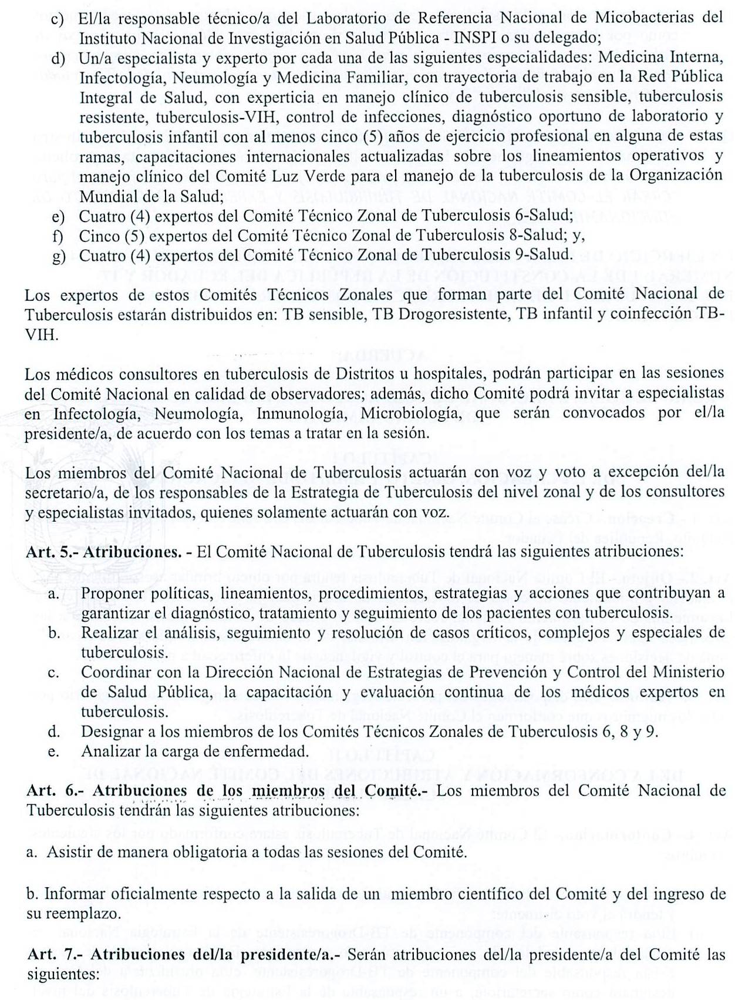 c) El/la responsable técnico/a del Laboratorio de Referencia Nacional de Micobacterias del
Instituto Nacional de Investigación en Salud Pública - INSPI o su delegado;
d) Un/a especialista y experto por cada una de las siguientes especialidades: Medicina Interna,
Infectología, Neumología y Medicina Familiar, con trayectoria de trabajo en la Red Pública
Integral de Salud, con experticia en manejo clínico de tuberculosis sensible, tuberculosis
resistente, tuberculosis-VIH, control de infecciones, diagnóstico oportuno de laboratorio y
tuberculosis infantil con al menos cinco (5) años de ejercicio profesional en alguna de estas
ramas, capacitaciones internacionales actualizadas sobre los lineamientos operativos y
manejo clínico del Comité Luz Verde para el manejo de la tuberculosis de la Organización
Mundial de la Salud;
e) Cuatro (4) expertos del Comité Técnico Zonal de Tuberculosis 6-Salud;
f) Cinco (5) expertos del Comité Técnico Zonal de Tuberculosis 8-Salud; y,
g) Cuatro (4) expertos del Comité Técnico Zonal de Tuberculosis 9-Salud.
Los expertos de estos Comités Técnicos Zonales que forman parte del Comité Nacional de
Tuberculosis estarán distribuidos en: TB sensible, TB Drogoresistente, TB infantil y coinfección TB-
VIH.
Los médicos consultores en tuberculosis de Distritos u hospitales, podrán participar en las sesiones
del Comité Nacional en calidad de observadores; además, dicho Comité podrá invitar a especialistas
en Infectología, Neumología, Inmunología, Microbiología, que serán convocados por el/la
presidente/a, de acuerdo con los temas a tratar en la sesión.
Los miembros del Comité Nacional de Tuberculosis actuarán con voz y voto a excepción del/la
secretario/a, de los responsables de la Estrategia de Tuberculosis del nivel zonal y de los consultores
y especialistas invitados, quienes solamente actuarán con voz.
Art. 5.- Atribuciones. - El Comité Nacional de Tuberculosis tendrá las siguientes atribuciones:
a. Proponer políticas, lineamientos, procedimientos, estrategias y acciones que contribuyan a
garantizar el diagnóstico, tratamiento y seguimiento de los pacientes con tuberculosis.
b. Realizar el análisis, seguimiento y resolución de casos críticos, complejos y especiales de
tuberculosis.
c. Coordinar con la Dirección Nacional de Estrategias de Prevención y Control del Ministerio
de Salud Pública, la capacitación y evaluación continua de los médicos expertos en
tuberculosis.
d. Designar a los miembros de los Comités Técnicos Zonales de Tuberculosis 6, 8 y 9.
e. Analizar la carga de enfermedad.
Art. 6.- Atribuciones de los miembros del Comité.- Los miembros del Comité Nacional de
Tuberculosis tendrán las siguientes atribuciones:
a. Asistir de manera obligatoria a todas las sesiones del Comité.
b. Informar oficialmente respecto a la salida de un miembro científico del Comité y del ingreso de
su reemplazo.
Art. 7.- Atribuciones del/la presidente/a.- Serán atribuciones del/la presidente/a del Comité las
siguientes: